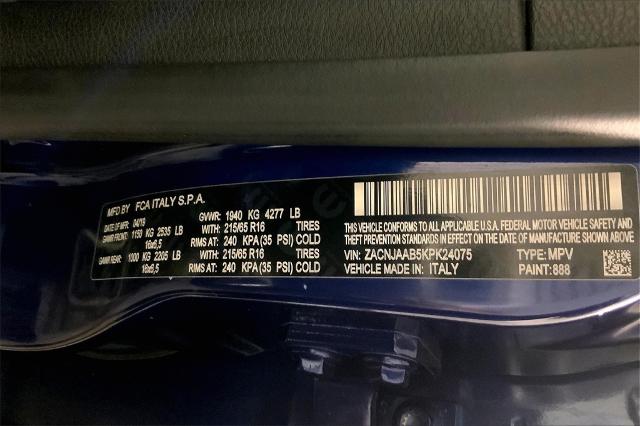 MFD BY FCA ITALY S.P.A.
DATE OF MFR: 04/19 GVWR: 1940 KG 4277 LB
GAWR FRONT: 1150 KG 2535 LB WITH: 215/65 R16 TIRES
16x6,5 RIMS AT: 240 KPA(35 PSI) COLD
GAWR REAR: 1000 KG 2205 LB WITH: 215/65 R16 TIRES
16x6,5 RIMS AT: 240 KPA(35 PSI) COLD
THIS VEHICLE CONFORMS TO ALL APPLICABLE U.S.A. FEDERAL MOTOR VEHICLE SAFETY AND
THEFT PREVENTION STANDARDS IN EFFECT ON THE DATE OF MANUFACTURE SHOWN ABOVE.
VIN: ZACNJAAB5KPK24075 TYPE: MPV
VEHICLE MADE IN: ITALY PAINT: 888